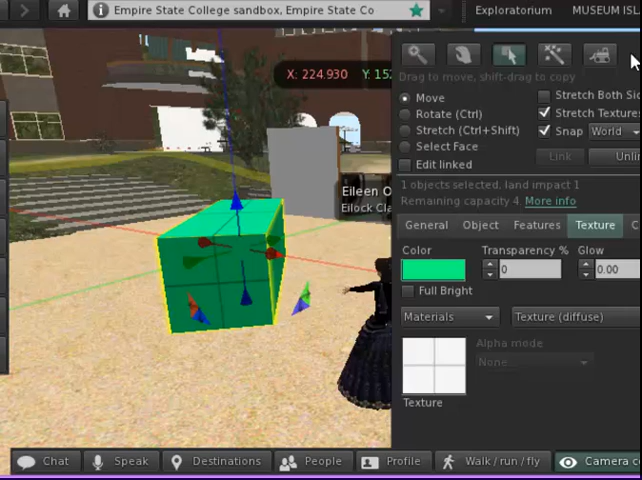 Empire State College sandbox, Empire State Co
Exploratorium
MUSEUM ISL
X: 224.930 Y: 152
Drag to move, shift-drag to copy
Move
Rotate (Ctrl)
Stretch (Ctrl+Shift)
Select Face
Edit linked
Stretch Both Sid
Stretch Textures
Snap World
Link
Unlin
1 objects selected, land impact 1
Remaining capacity 4. More info
General
Object
Features
Texture
C
Color
Transparency %
Glow
0
0.00
Full Bright
Materials
Texture (diffuse)
Alpha mode
None...
Texture
Eileen O
Eilock Cla
Chat
Speak
Destinations
People
Profile
Walk / run / fly
Camera co